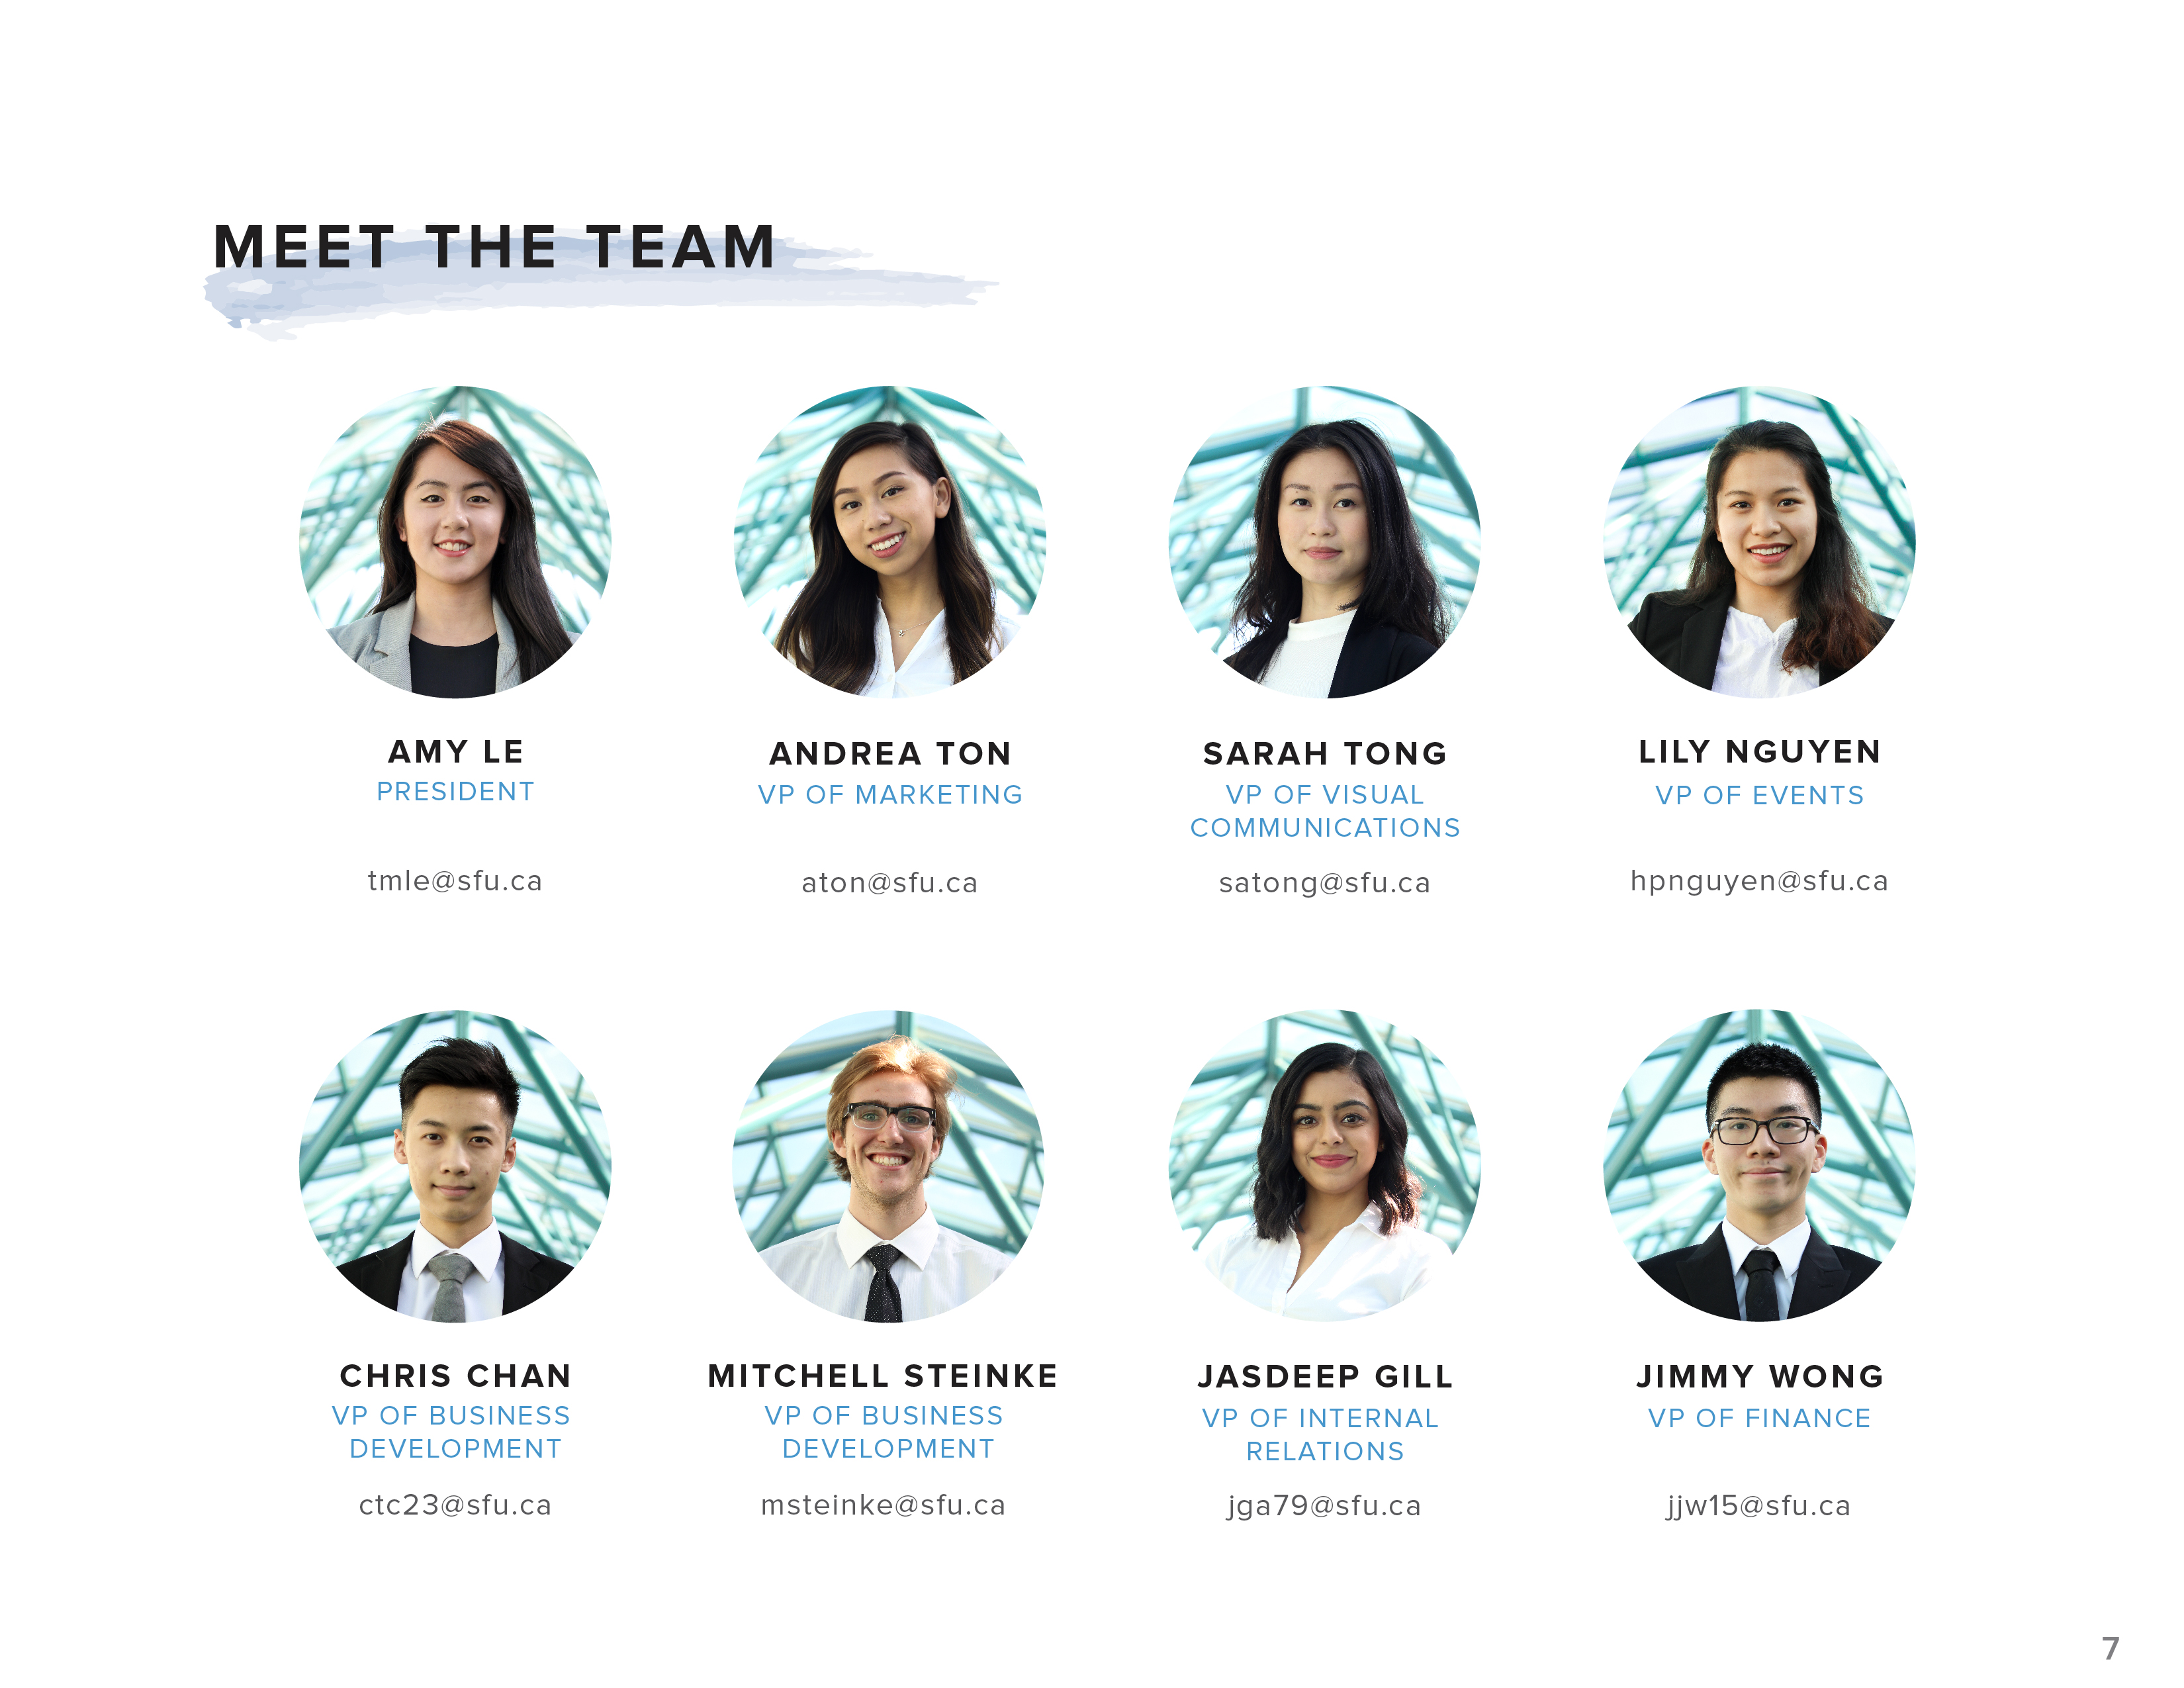 MEET THE TEAM
AMY LE
PRESIDENT
tmle@sfu.ca
ANDREA TON
VP OF MARKETING
aton@sfu.ca
SARAH TONG
VP OF VISUAL
COMMUNICATIONS
satong@sfu.ca
LILY NGUYEN
VP OF EVENTS
hpnguyen@sfu.ca
CHRIS CHAN
VP OF BUSINESS
DEVELOPMENT
ctc23@sfu.ca
MITCHELL STEINKE
VP OF BUSINESS
DEVELOPMENT
msteinke@sfu.ca
JASDEEP GILL
VP OF INTERNAL
RELATIONS
jga79@sfu.ca
JIMMY WONG
VP OF FINANCE
jjw15@sfu.ca
7